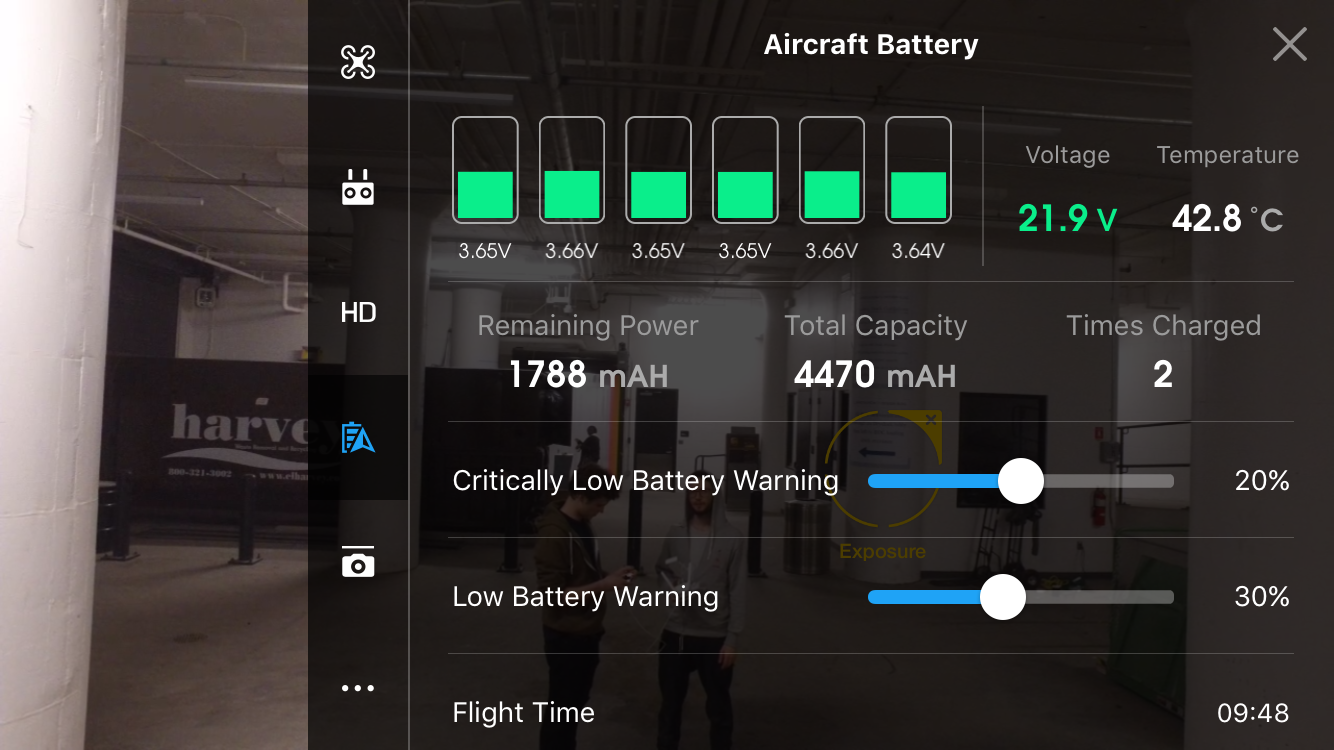 Aircraft Battery
Voltage Temperature
21.9 V 42.8 °C
3.65V 3.66V 3.65V 3.65V 3.66V 3.64V
HD
Remaining Power Total Capacity Times Charged
1788 mAH 4470 mAH 2
harvey
800-321-3002
Critically Low Battery Warning 20%
Exposure
Low Battery Warning 30%
Flight Time 09:48